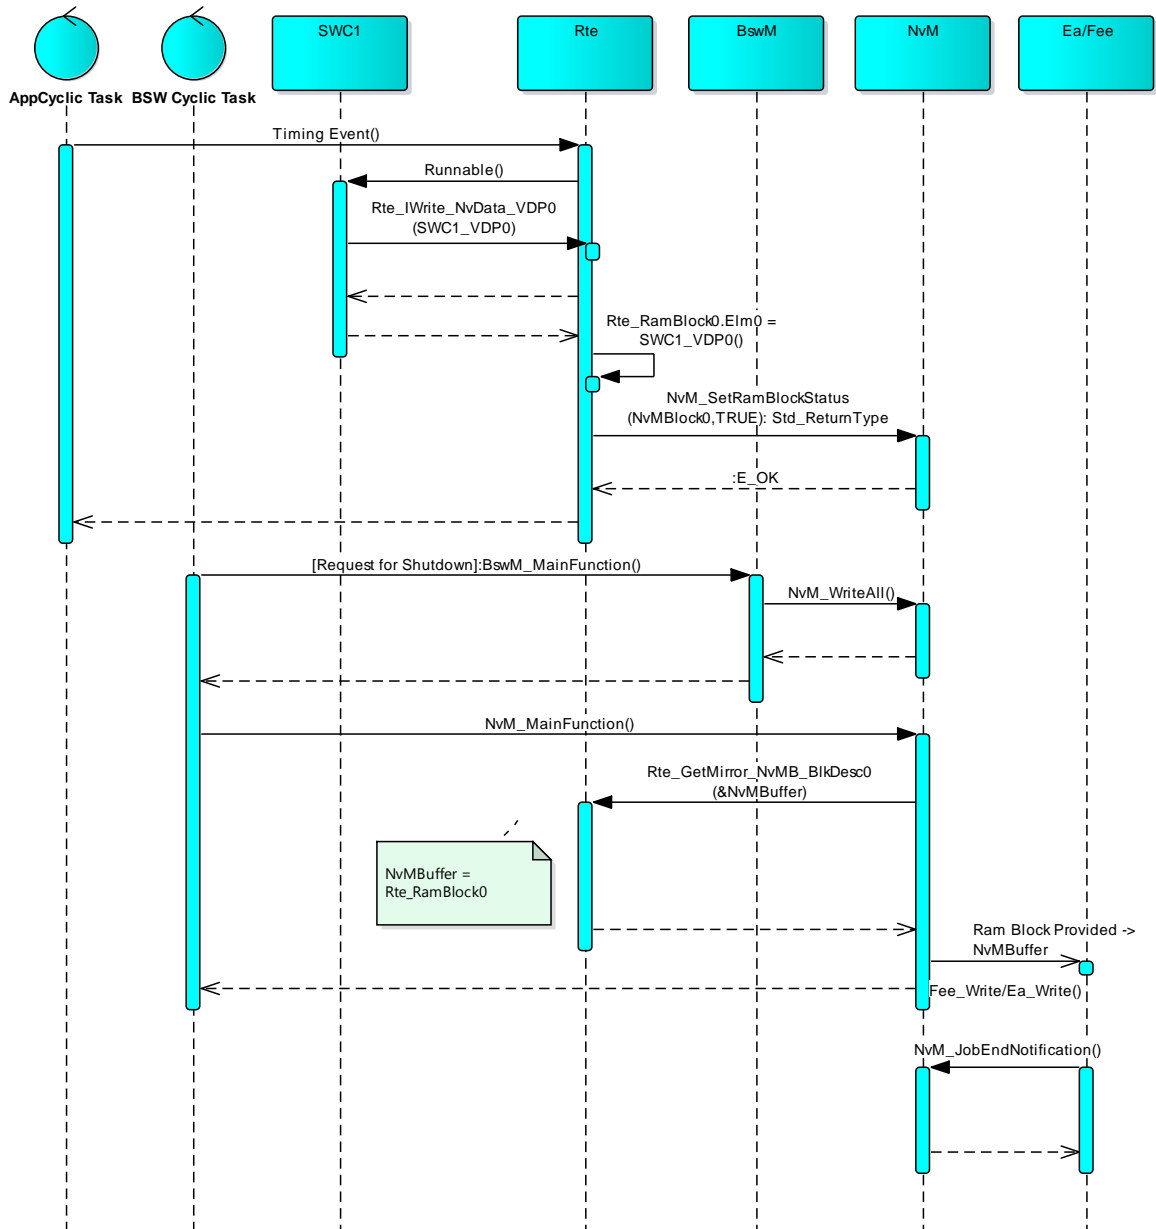 SWC1
Rte
BswM
NvM
Ea/Fee
AppCyclic Task
BSW Cyclic Task
Timing Event()
Runnable()
Rte_IWrite_NvData_VDP0
(SWC1_VDP0)
Rte_RamBlock0.Elm0 =
SWC1_VDP0()
NvM_SetRamBlockStatus
(NvMBlock0,TRUE): Std_ReturnType
:E_OK
[Request for Shutdown]:BswM_MainFunction()
NvM_WriteAll()
NvM_MainFunction()
Rte_GetMirror_NvMB_BlkDesc0
(&NvMBuffer)
NvMBuffer =
Rte_RamBlock0
Ram Block Provided ->
NvMBuffer
Fee_Write/Ea_Write()
NvM_JobEndNotification()